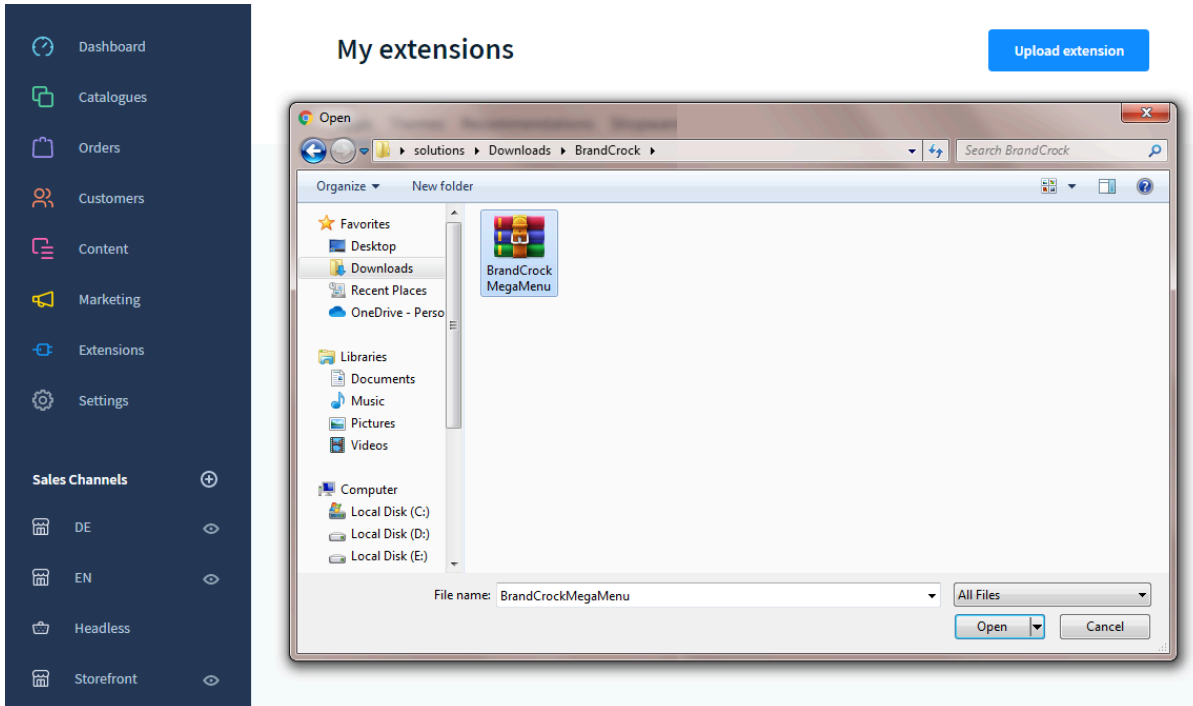 Dashboard
Catalogues
Orders
Customers
Content
Marketing
Extensions
Settings
Sales Channels
DE
EN
Headless
Storefront
My extensions
Upload extension
Open
solutions
Downloads
BrandCrock
Search BrandCrock
Organize
New folder
Favorites
Desktop
Downloads
Recent Places
OneDrive - Perso
Libraries
Documents
Music
Pictures
Videos
Computer
Local Disk (C:)
Local Disk (D:)
Local Disk (E:)
BrandCrock
MegaMenu
File name: BrandCrockMegaMenu
All Files
Open
Cancel